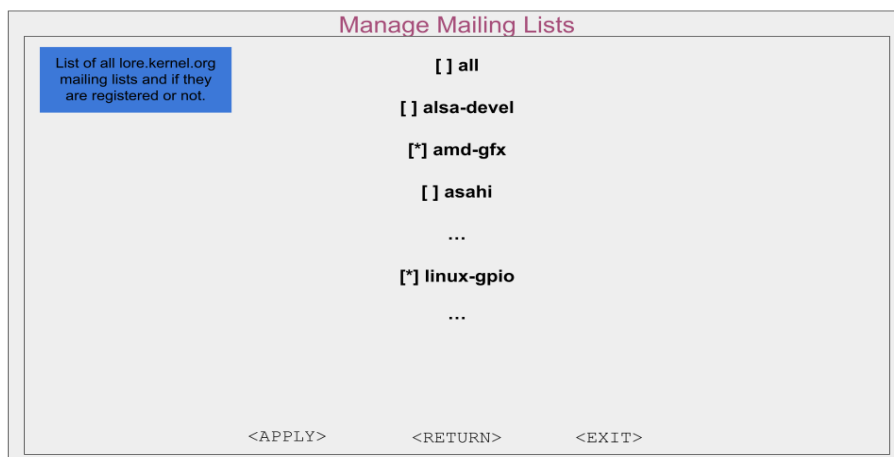 Manage Mailing Lists
List of all lore.kernel.org
mailing lists and if they
are registered or not.
[ ] all
[ ] alsa-devel
[*] amd-gfx
[ ] asahi
...
[*] linux-gpio
...
<APPLY> <RETURN> <EXIT>